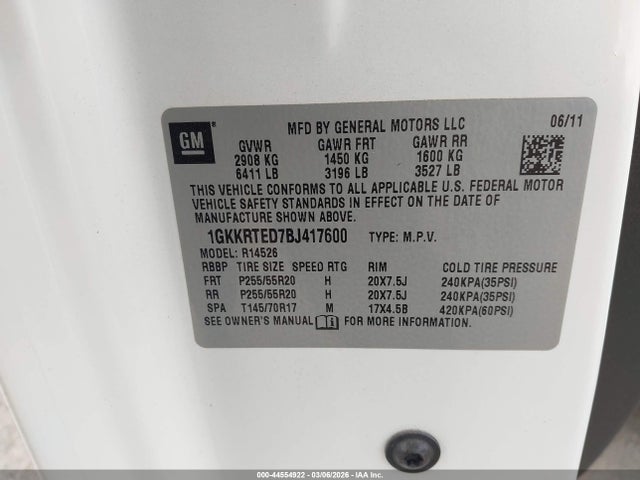 GM
MFD BY GENERAL MOTORS LLC 06/11
GVWR GAWR FRT GAWR RR
2908 KG 1450 KG 1600 KG
6411 LB 3196 LB 3527 LB
THIS VEHICLE CONFORMS TO ALL APPLICABLE U.S. FEDERAL MOTOR
VEHICLE SAFETY STANDARDS IN EFFECT ON THE DATE OF
MANUFACTURE SHOWN ABOVE.
1GKKRTED7BJ417600 TYPE: M.P.V.
MODEL: R14526
RBBP TIRE SIZE SPEED RTG RIM COLD TIRE PRESSURE
FRT P255/55R20 H 20X7.5J 240KPA(35PSI)
RR P255/55R20 H 20X7.5J 240KPA(35PSI)
SPA T145/70R17 M 17X4.5B 420KPA(60PSI)
SEE OWNER'S MANUAL FOR MORE INFORMATION.
000-44554922 - 03/06/2026 - IAA Inc.